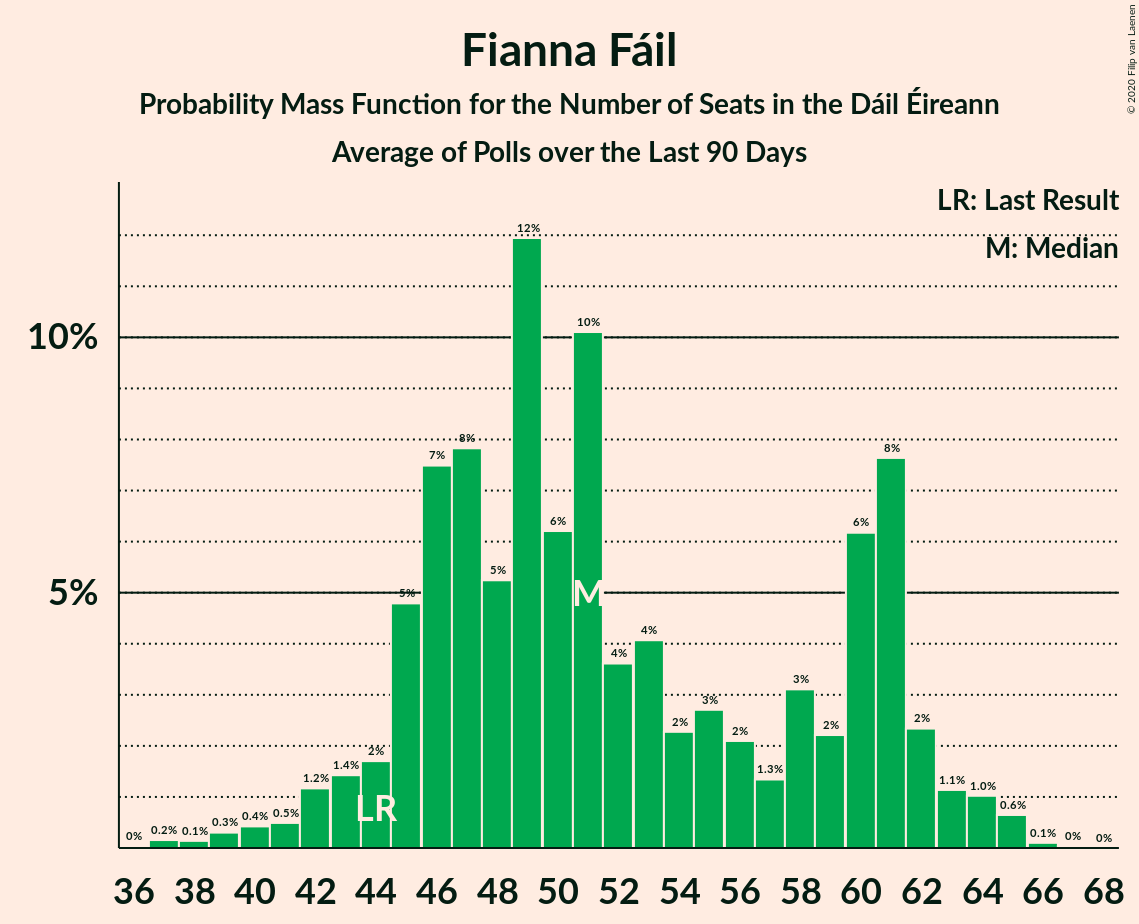 Fianna Fáil
Probability Mass Function for the Number of Seats in the Dáil Éireann
Average of Polls over the Last 90 Days
© 2020 Filip van Laenen
LR: Last Result
M: Median
10%
5%
0% 0.2% 0.1% 0.3% 0.4% 0.5% 1.2% 1.4% 2% 5% 7% 8% 5% 12% 6% 10% 4% 4% 2% 3% 2% 1.3% 3% 2% 6% 8% 2% 1.1% 1.0% 0.6% 0.1% 0% 0%
LR
M
36 38 40 42 44 46 48 50 52 54 56 58 60 62 64 66 68